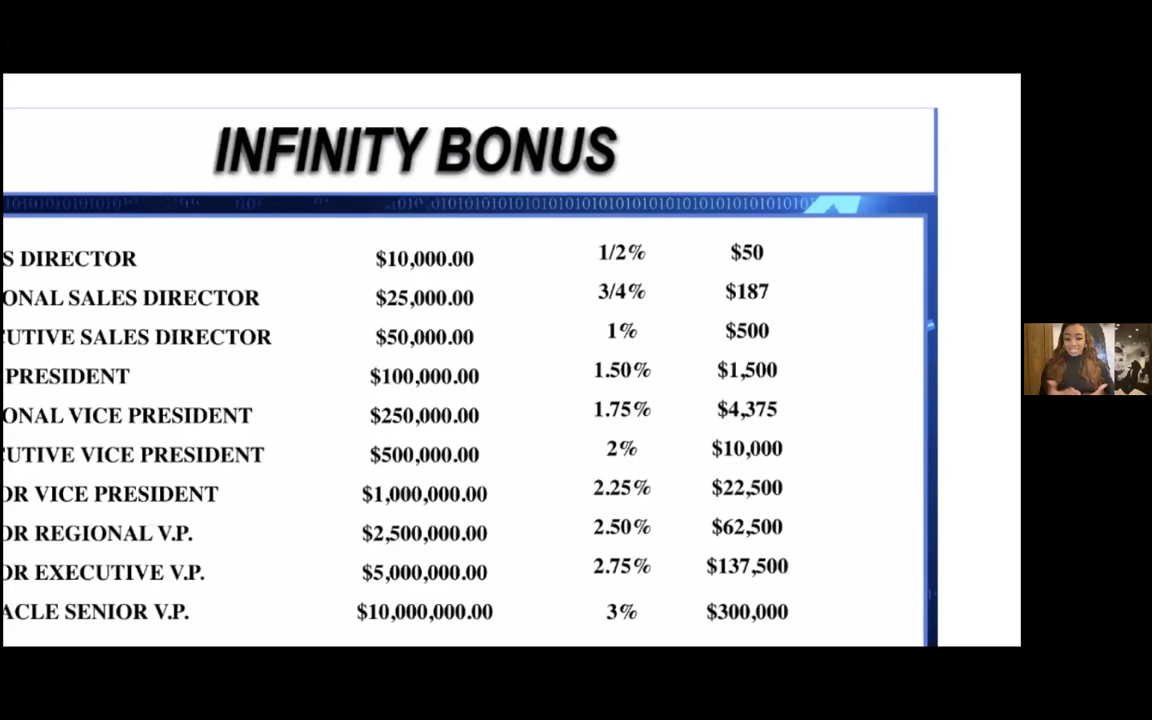 INFINITY BONUS
S DIRECTOR $10,000.00 1/2% $50
ONAL SALES DIRECTOR $25,000.00 3/4% $187
CUTIVE SALES DIRECTOR $50,000.00 1% $500
PRESIDENT $100,000.00 1.50% $1,500
ONAL VICE PRESIDENT $250,000.00 1.75% $4,375
CUTIVE VICE PRESIDENT $500,000.00 2% $10,000
OR VICE PRESIDENT $1,000,000.00 2.25% $22,500
OR REGIONAL V.P. $2,500,000.00 2.50% $62,500
OR EXECUTIVE V.P. $5,000,000.00 2.75% $137,500
ACLE SENIOR V.P. $10,000,000.00 3% $300,000